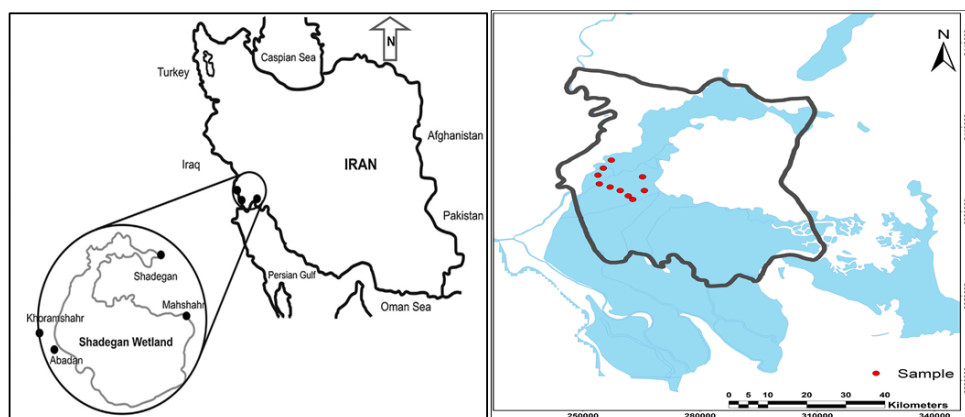 N
Caspian Sea
Turkey
Afghanistan
IRAN
Iraq
Pakistan
Persian Gulf
Oman Sea
Shadegan
Mahshahr
Khoramshahr
Shadegan Wetland
Abadan
N
Sample
0 5 10 20 30 40
Kilometers
250000 280000 310000 340000